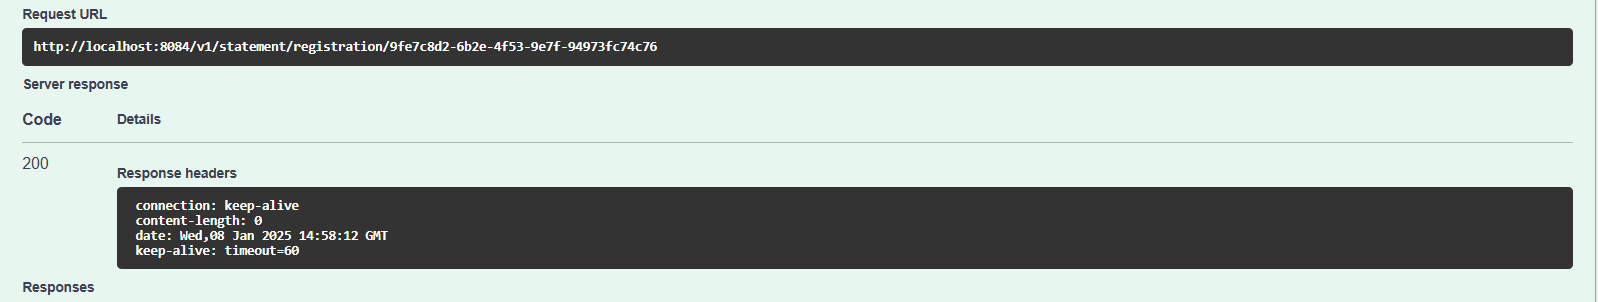 Request URL
http://localhost:8084/v1/statement/registration/9fe7c8d2-6b2e-4f53-9e7f-94973fc74c76
Server response
Code Details
200
Response headers
connection: keep-alive
content-length: 0
date: Wed,08 Jan 2025 14:58:12 GMT
keep-alive: timeout=60
Responses